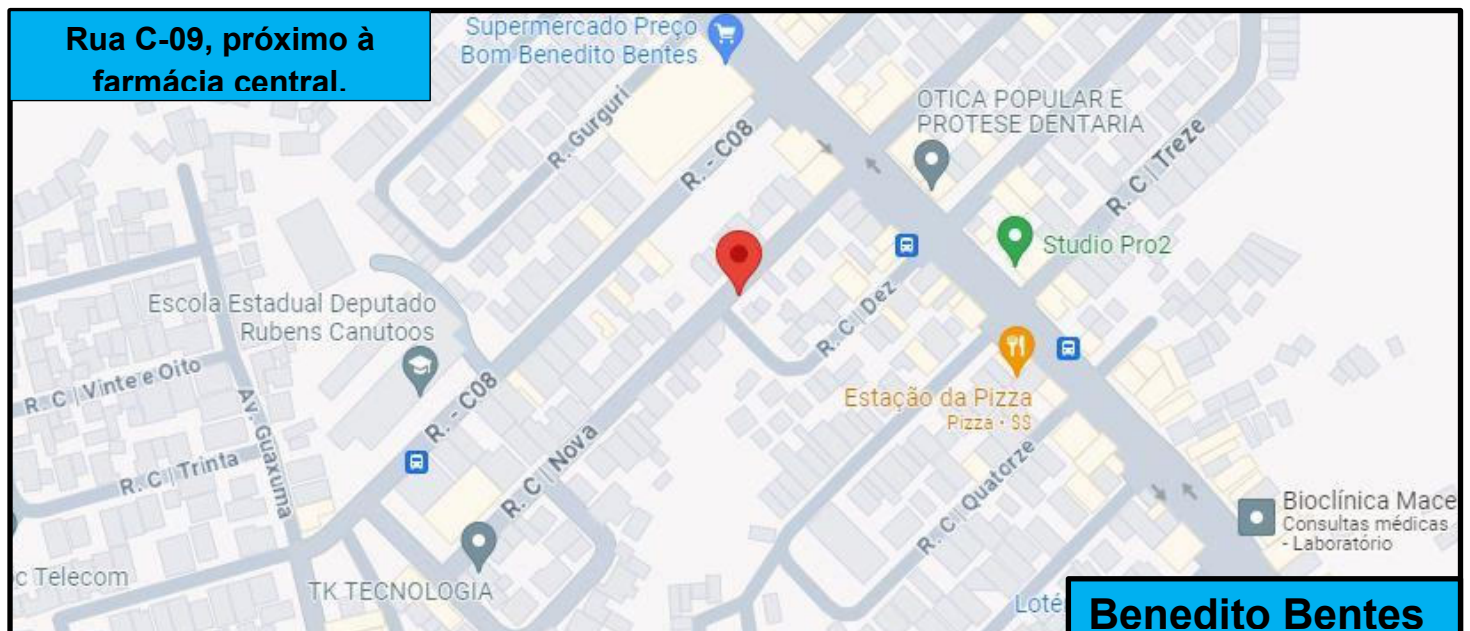 Rua C-09, próximo à
farmácia central.
Supermercado Preço
Bom Benedito Bentes
OTICA POPULAR E
PROTESE DENTARIA
R. Gurguri
R. - C08
R. C | Treze
Studio Pro2
Escola Estadual Deputado
Rubens Canutoos
R. C | Dez
R. C | Vinte e Oito
Av. Guaxuma
R. - C08
Estação da Pizza
Pizza · $$
R. C | Trinta
R. C | Nova
R. C | Quatorze
Bioclínica Mace
Consultas médicas
- Laboratório
c Telecom
TK TECNOLOGIA
Loté
Benedito Bentes